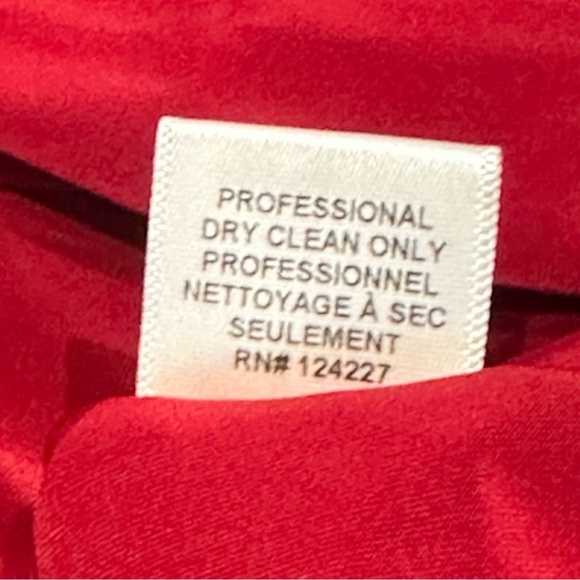 PROFESSIONAL
DRY CLEAN ONLY
PROFESSIONNEL
NETTOYAGE À SEC
SEULEMENT
RN# 124227